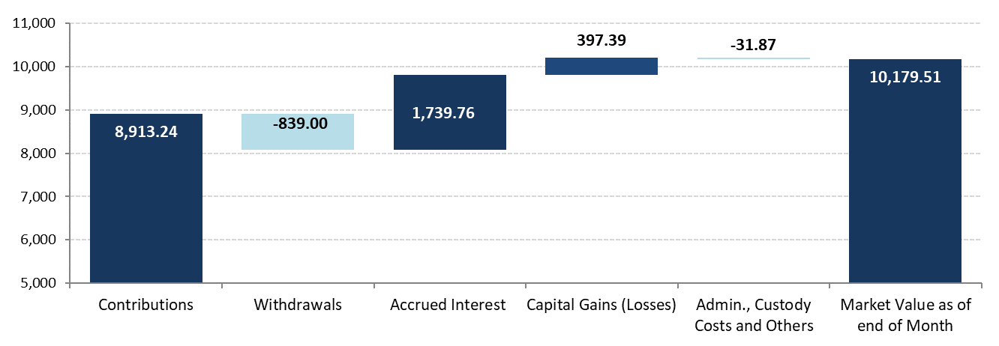 11,000
10,000
9,000
8,000
7,000
6,000
5,000
8,913.24
-839.00
1,739.76
397.39
-31.87
10,179.51
Contributions
Withdrawals
Accrued Interest
Capital Gains (Losses)
Admin., Custody
Costs and Others
Market Value as of
end of Month